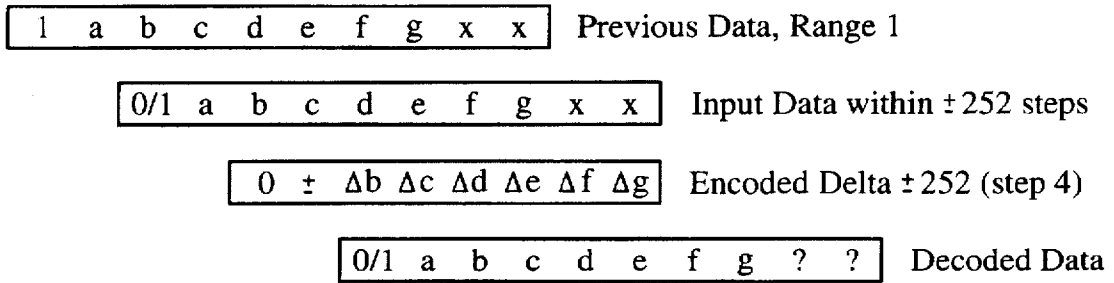 1 a b c d e f g x x Previous Data, Range 1
0/1 a b c d e f g x x Input Data within ±252 steps
0 ± Δb Δc Δd Δe Δf Δg Encoded Delta ±252 (step 4)
0/1 a b c d e f g ? ? Decoded Data